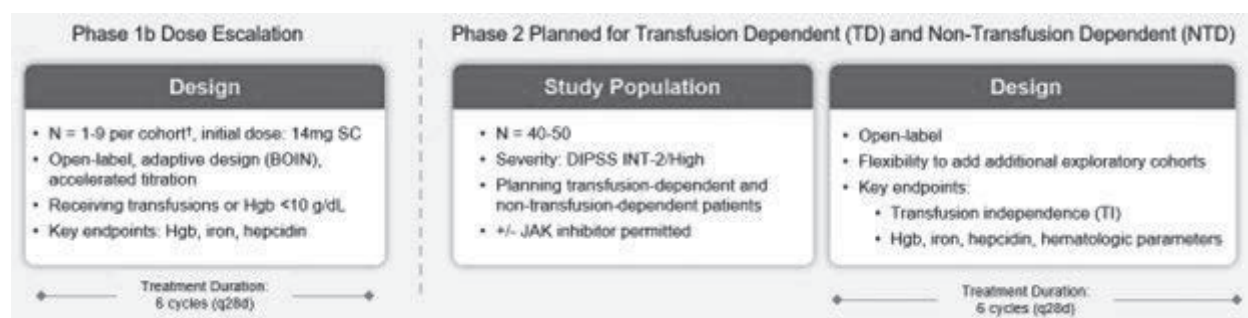 Phase 1b Dose Escalation
Design
• N = 1-9 per cohort†, initial dose: 14mg SC
• Open-label, adaptive design (BOIN),
accelerated titration
• Receiving transfusions or Hgb <10 g/dL
• Key endpoints: Hgb, iron, hepcidin
Treatment Duration:
6 cycles (q28d)
Phase 2 Planned for Transfusion Dependent (TD) and Non-Transfusion Dependent (NTD)
Study Population
• N = 40-50
• Severity: DIPSS INT-2/High
• Planning transfusion-dependent and
non-transfusion-dependent patients
• +/- JAK inhibitor permitted
Design
• Open-label
• Flexibility to add additional exploratory cohorts
• Key endpoints:
• Transfusion independence (TI)
• Hgb, iron, hepcidin, hematologic parameters
Treatment Duration:
6 cycles (q28d)